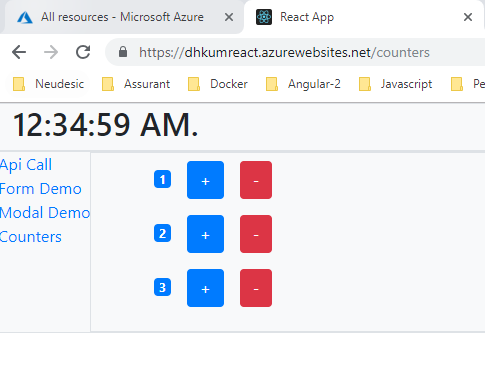 All resources - Microsoft Azure
React App
https://dhkumreact.azurewebsites.net/counters
Neudesic Assurant Docker Angular-2 Javascript Pe
12:34:59 AM.
Api Call
Form Demo
Modal Demo
Counters
1 + -
2 + -
3 + -